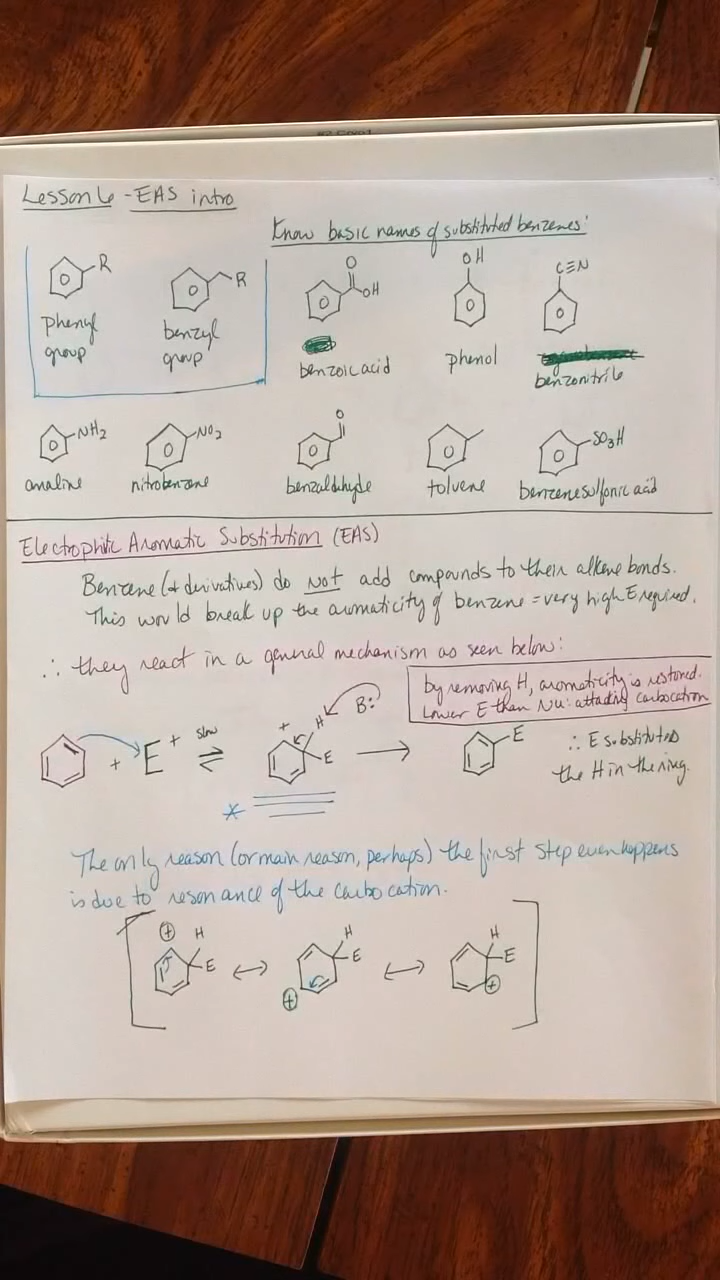 Lesson 6 - EAS intro
Know basic names of substituted benzenes:
R
phenyl
group
R
benzyl
group
O
OH
benzoic acid
OH
phenol
C≡N
benzonitrile
NH2
analine
NO2
nitrobenzene
O
benzaldehyde
toluene
SO3H
benzenesulfonic acid
Electrophilic Aromatic Substitution (EAS)
Benzene (& derivatives) do NOT add compounds to their alkene bonds.
This would break up the aromaticity of benzene = very high E required.
∴ they react in a general mechanism as seen below:
by removing H, aromaticity is restored.
Lower E than Nu: attacking carbocation
+ E+ slow ⇌ + H E B: → E
∴ E substituted
the H in the ring.
*
The only reason (or main reason, perhaps) the first step even happens
is due to resonance of the carbocation.
[ ⊕ H E ↔ ⊕ H E ↔ H E ⊕ ]